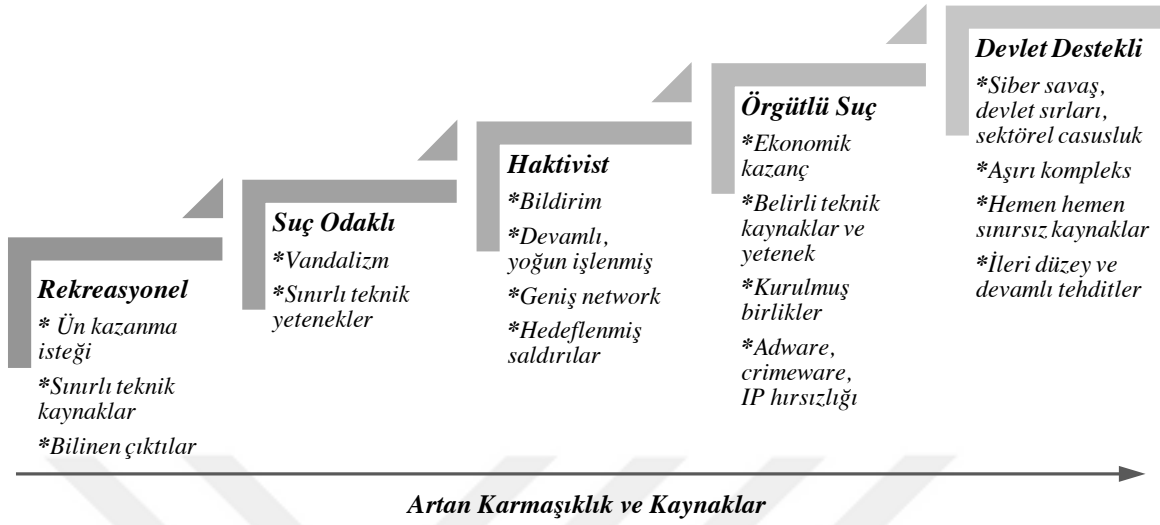 Rekreasyonel
* Ün kazanma
isteği
*Sınırlı teknik
kaynaklar
*Bilinen çıktılar
Suç Odaklı
*Vandalizm
*Sınırlı teknik
yetenekler
Haktivist
*Bildirim
*Devamlı,
yoğun işlenmiş
*Geniş network
*Hedeflenmiş
saldırılar
Örgütlü Suç
*Ekonomik
kazanç
*Belirli teknik
kaynaklar ve
yetenek
*Kurulmuş
birlikler
*Adware,
crimeware,
IP hırsızlığı
Devlet Destekli
*Siber savaş,
devlet sırları,
sektörel casusluk
*Aşırı kompleks
*Hemen hemen
sınırsız kaynaklar
*İleri düzey ve
devamlı tehditler
Artan Karmaşıklık ve Kaynaklar